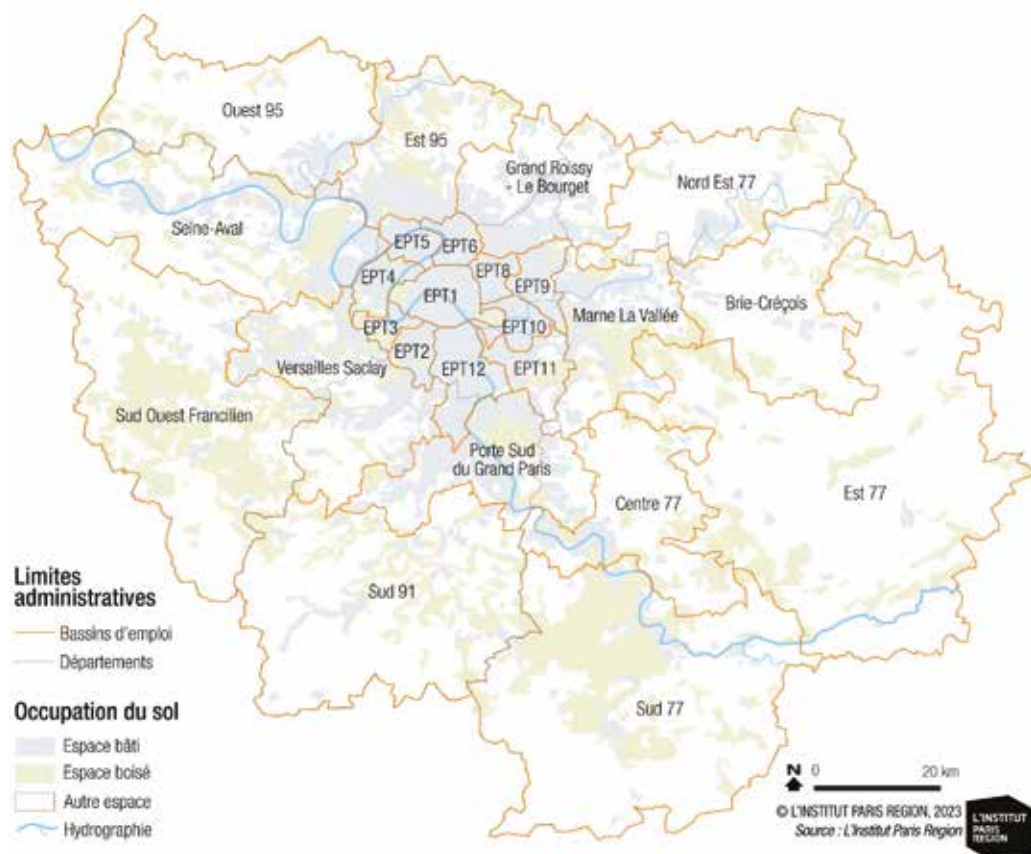 Ouest 95
Est 95
Grand Roissy
- Le Bourget
Nord Est 77
Seine-Aval
EPT5
EPT6
EPT4
EPT8
EPT9
EPT1
Marne La Vallée
Brie-Créçois
EPT3
EPT10
EPT2
Versailles Saclay
EPT12
EPT11
Sud Ouest Francilien
Porte Sud
du Grand Paris
Centre 77
Est 77
Sud 91
Sud 77
Limites
administratives
Bassins d'emploi
Départements
Occupation du sol
Espace bâti
Espace boisé
Autre espace
Hydrographie
N 0 20 km
© L'INSTITUT PARIS REGION, 2023
Source : L'Institut Paris Region
L'INSTITUT
PARIS
REGION